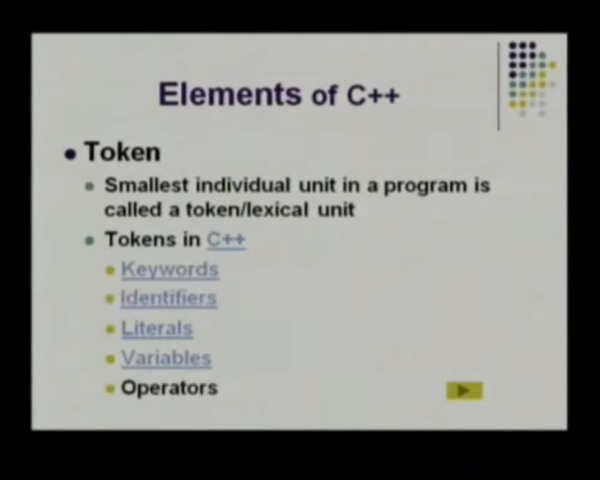 Elements of C++
Token
Smallest individual unit in a program is
called a token/lexical unit
Tokens in C++
Keywords
Identifiers
Literals
Variables
Operators